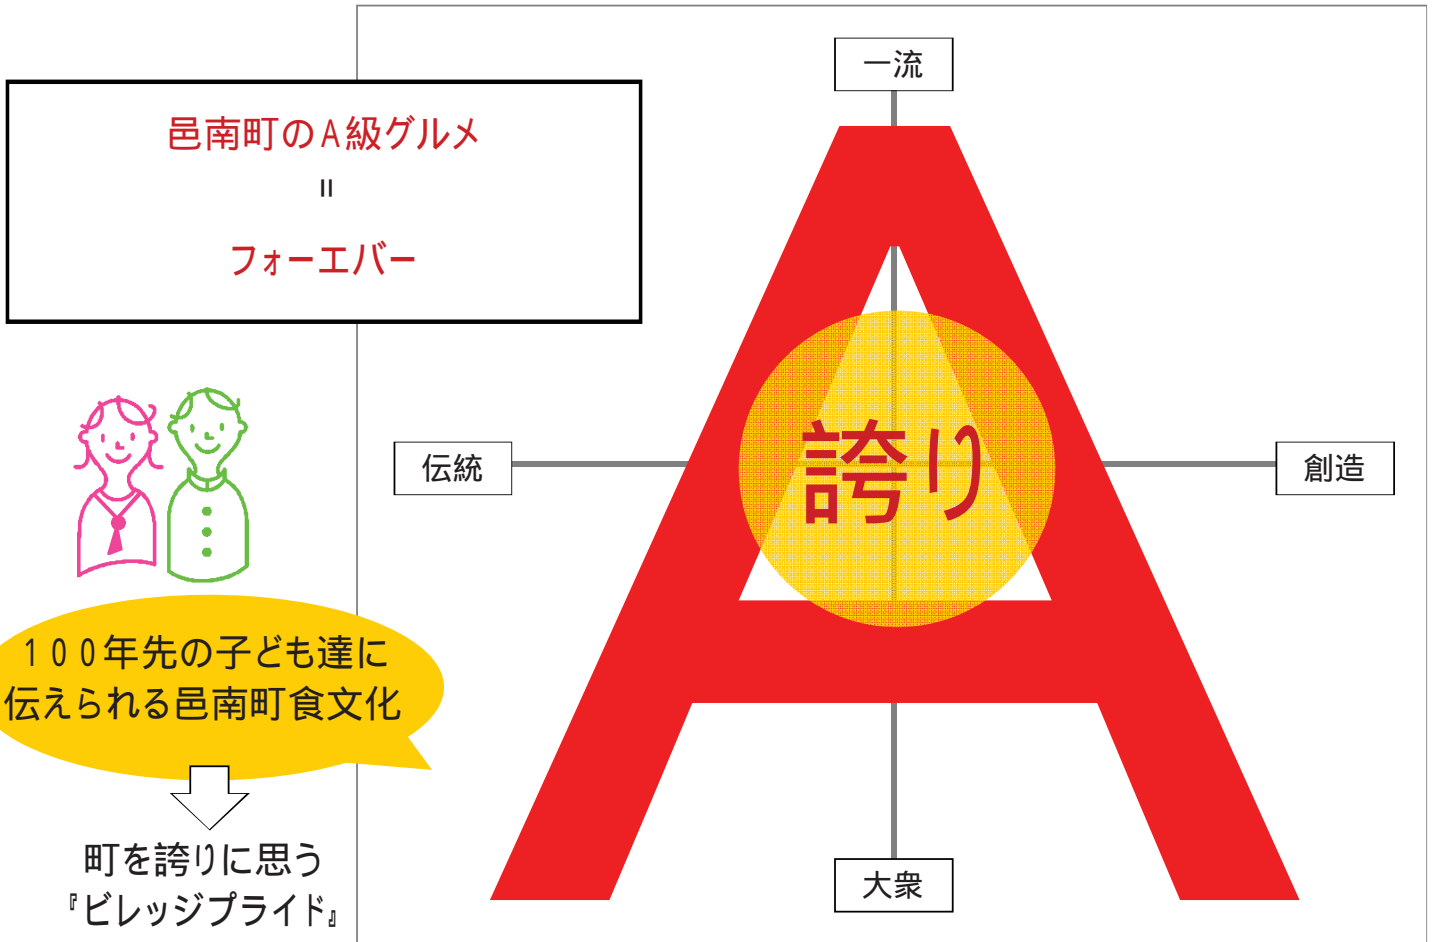 邑南町のA級グルメ
=
フォーエバー
一流
伝統
誇り
創造
大衆
100年先の子ども達に
伝えられる邑南町食文化
町を誇りに思う
『ビレッジプライド』